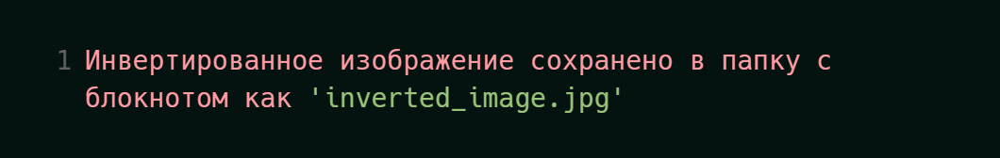 1 Инвертированное изображение сохранено в папку с
блокнотом как 'inverted_image.jpg'